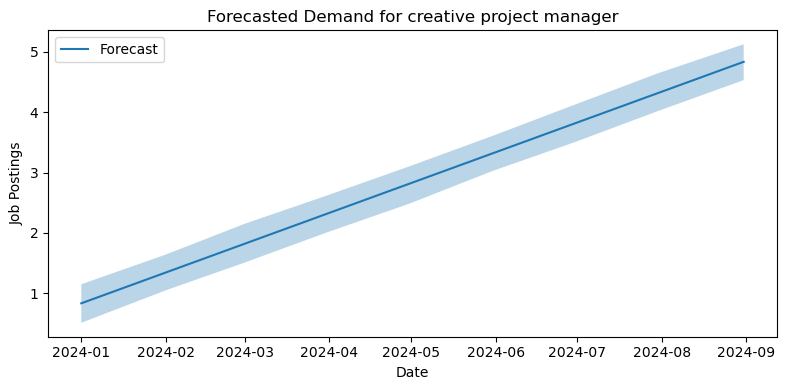 Forecasted Demand for creative project manager
Forecast
Job Postings
5
4
3
2
1
2024-01 2024-02 2024-03 2024-04 2024-05 2024-06 2024-07 2024-08 2024-09
Date